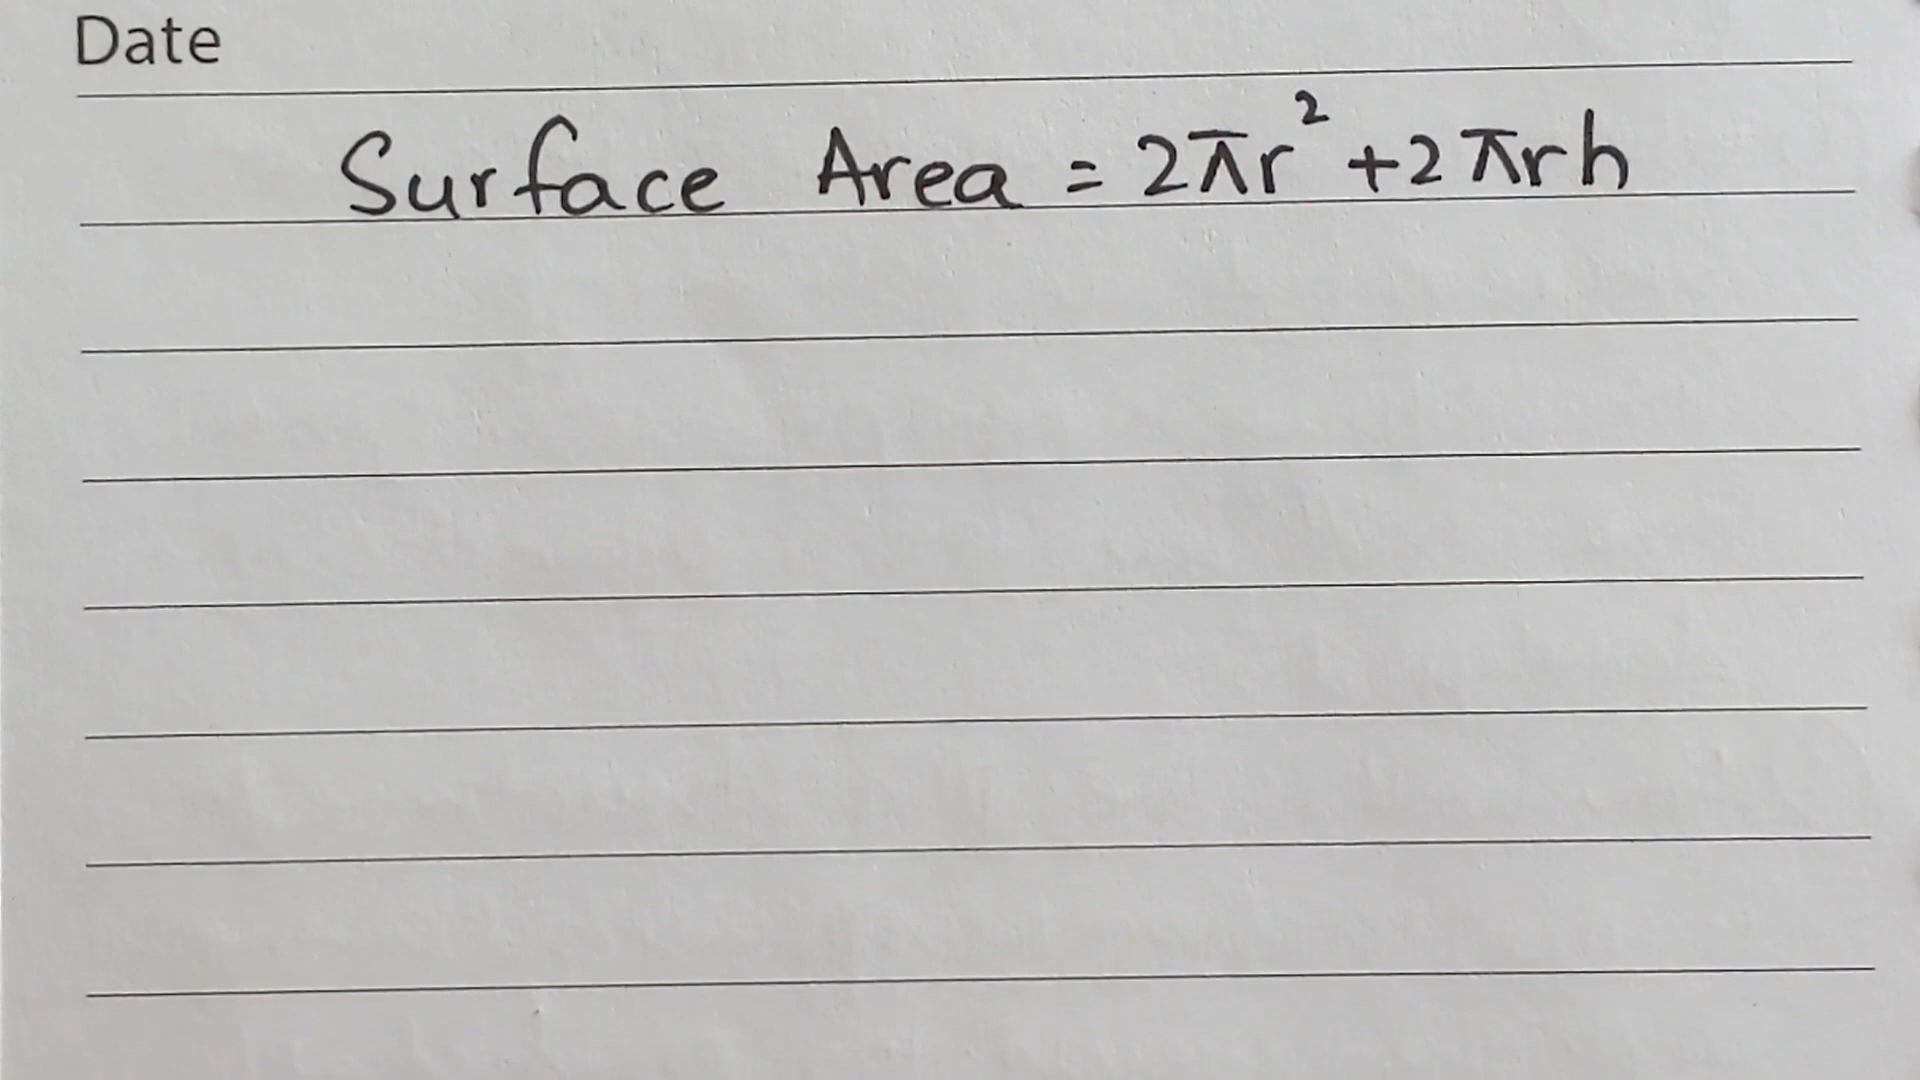 Date
Surface Area = 2πr² + 2πrh